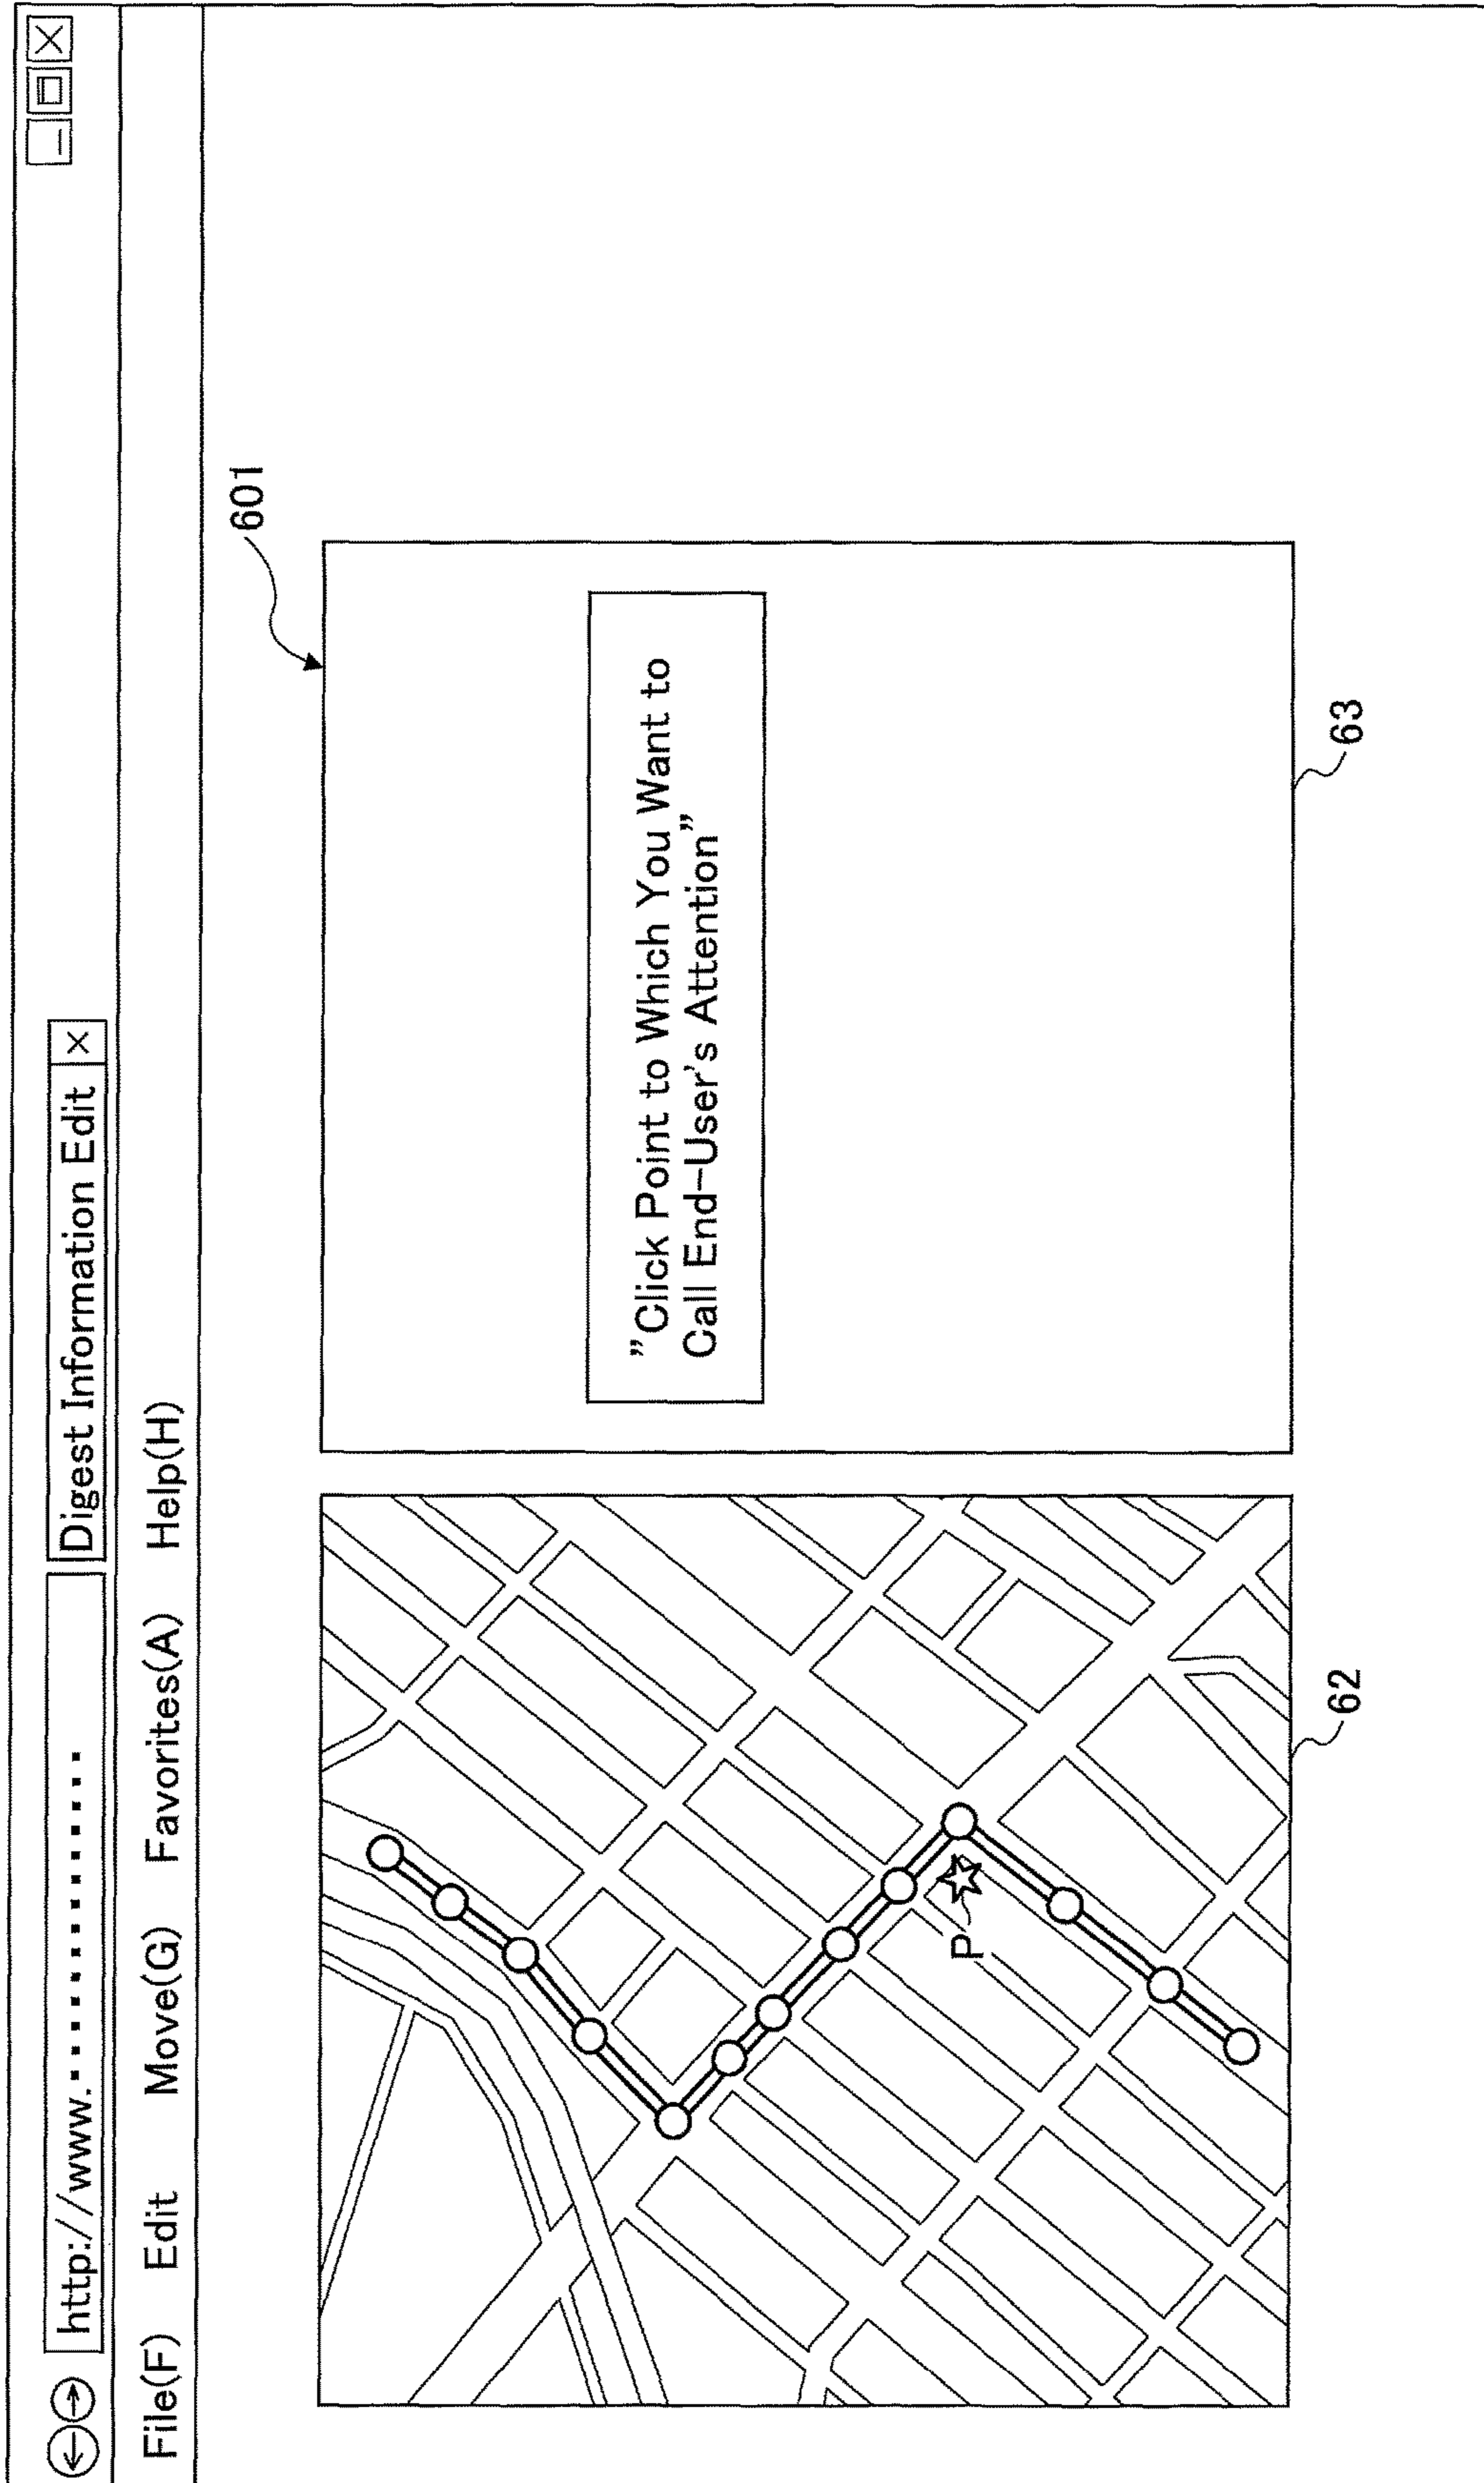 http://www.- - - - - - - - - - - - -
Digest Information Edit ×
File(F) Edit Move(G) Favorites(A) Help(H)
601
"Click Point to Which You Want to
Call End-User's Attention"
P
62
63